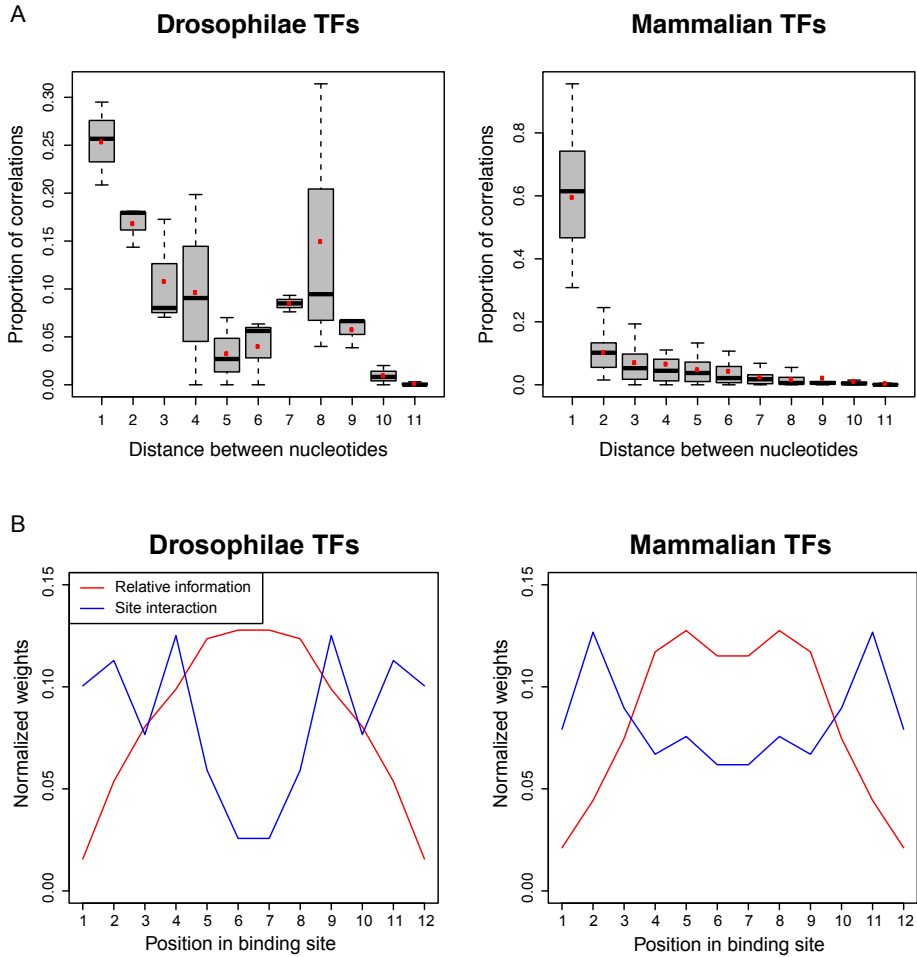 A
Drosophilae TFs
Mammalian TFs
Proportion of correlations
0.30
0.25
0.20
0.15
0.10
0.05
0.00
1 2 3 4 5 6 7 8 9 10 11
Distance between nucleotides
Proportion of correlations
0.8
0.6
0.4
0.2
0.0
1 2 3 4 5 6 7 8 9 10 11
Distance between nucleotides
B
Drosophilae TFs
Mammalian TFs
Relative information
Site interaction
Normalized weights
0.15
0.10
0.05
0.00
1 2 3 4 5 6 7 8 9 10 11 12
Position in binding site
Normalized weights
0.15
0.10
0.05
0.00
1 2 3 4 5 6 7 8 9 10 11 12
Position in binding site